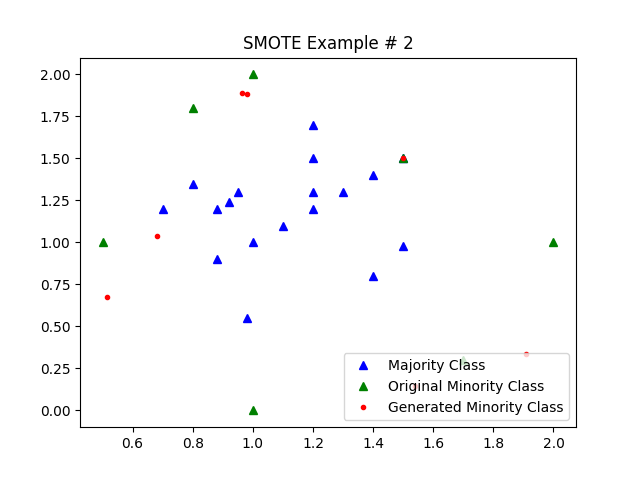 SMOTE Example # 2
2.00
1.75
1.50
1.25
1.00
0.75
0.50
0.25
0.00
Majority Class
Original Minority Class
Generated Minority Class
0.6 0.8 1.0 1.2 1.4 1.6 1.8 2.0